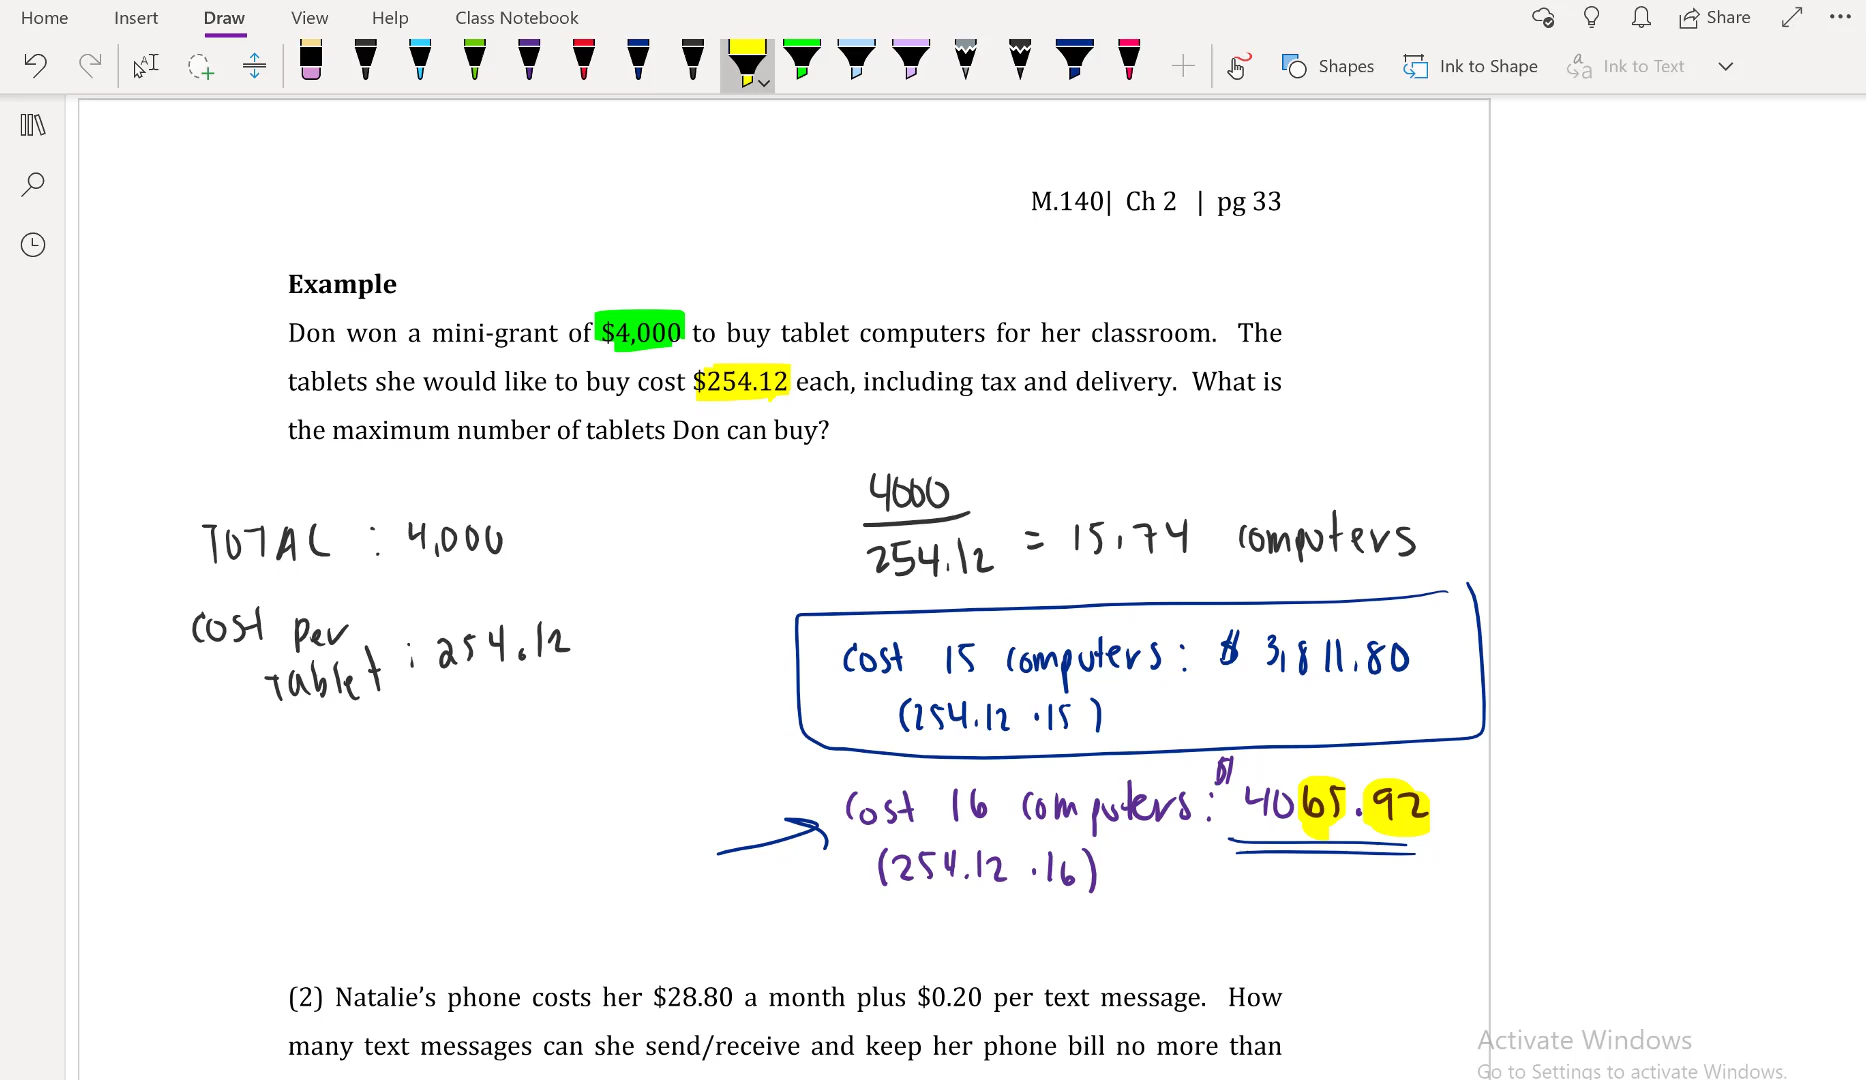 Home Insert Draw View Help Class Notebook Share
Shapes Ink to Shape Ink to Text
M.140| Ch 2 | pg 33
Example
Don won a mini-grant of $4,000 to buy tablet computers for her classroom. The
tablets she would like to buy cost $254.12 each, including tax and delivery. What is
the maximum number of tablets Don can buy?
TOTAL : 4,000
cost per
tablet : 254.12
4000
254.12
= 15.74 computers
cost 15 computers: $ 3,811.80
(254.12 · 15)
cost 16 computers: $ 4065.92
(254.12 · 16)
(2) Natalie’s phone costs her $28.80 a month plus $0.20 per text message. How
many text messages can she send/receive and keep her phone bill no more than
Activate Windows
Go to Settings to activate Windows.